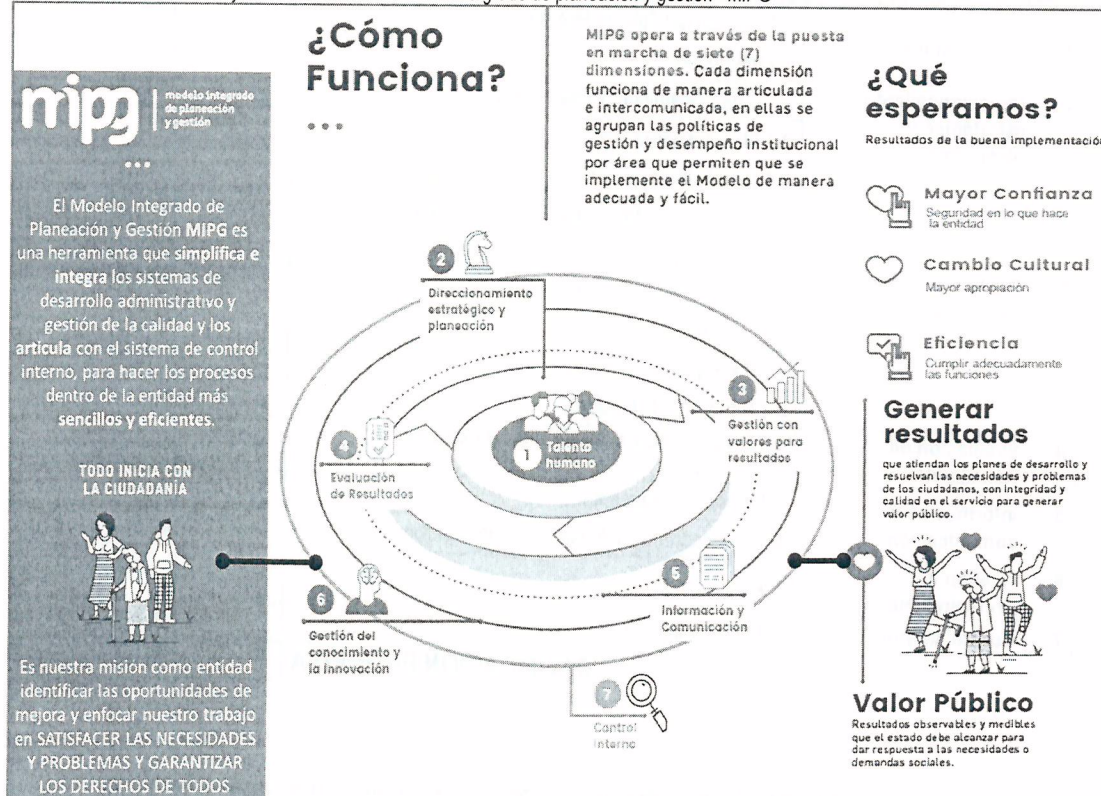 mipg
modelo integrado
de planeación
y gestión
El Modelo Integrado de
Planeación y Gestión MIPG es
una herramienta que simplifica e
integra los sistemas de
desarrollo administrativo y
gestión de la calidad y los
articula con el sistema de control
interno, para hacer los procesos
dentro de la entidad más
sencillos y eficientes.
TODO INICIA CON
LA CIUDADANÍA
Es nuestra misión como entidad
identificar las oportunidades de
mejora y enfocar nuestro trabajo
en SATISFACER LAS NECESIDADES
Y PROBLEMAS Y GARANTIZAR
LOS DERECHOS DE TODOS
¿Cómo
Funciona?
MIPG opera a través de la puesta
en marcha de siete (7)
dimensiones. Cada dimensión
funciona de manera articulada
e intercomunicada, en ellas se
agrupan las políticas de
gestión y desempeño institucional
por área que permiten que se
implemente el Modelo de manera
adecuada y fácil.
2
Direccionamiento
estratégico y
planeación
3
Gestión con
valores para
resultados
1 Talento
humano
4
Evaluación
de Resultados
5
Información y
Comunicación
6
Gestión del
conocimiento y
la Innovación
7
Control
Interno
¿Qué
esperamos?
Resultados de la buena implementación
Mayor Confianza
Seguridad en lo que hace
la entidad
Cambio Cultural
Mayor apropiación
Eficiencia
Cumplir adecuadamente
las funciones
Generar
resultados
que atiendan los planes de desarrollo y
resuelvan las necesidades y problemas
de los ciudadanos, con integridad y
calidad en el servicio para generar
valor público.
Valor Público
Resultados observables y medibles
que el estado debe alcanzar para
dar respuesta a las necesidades o
demandas sociales.